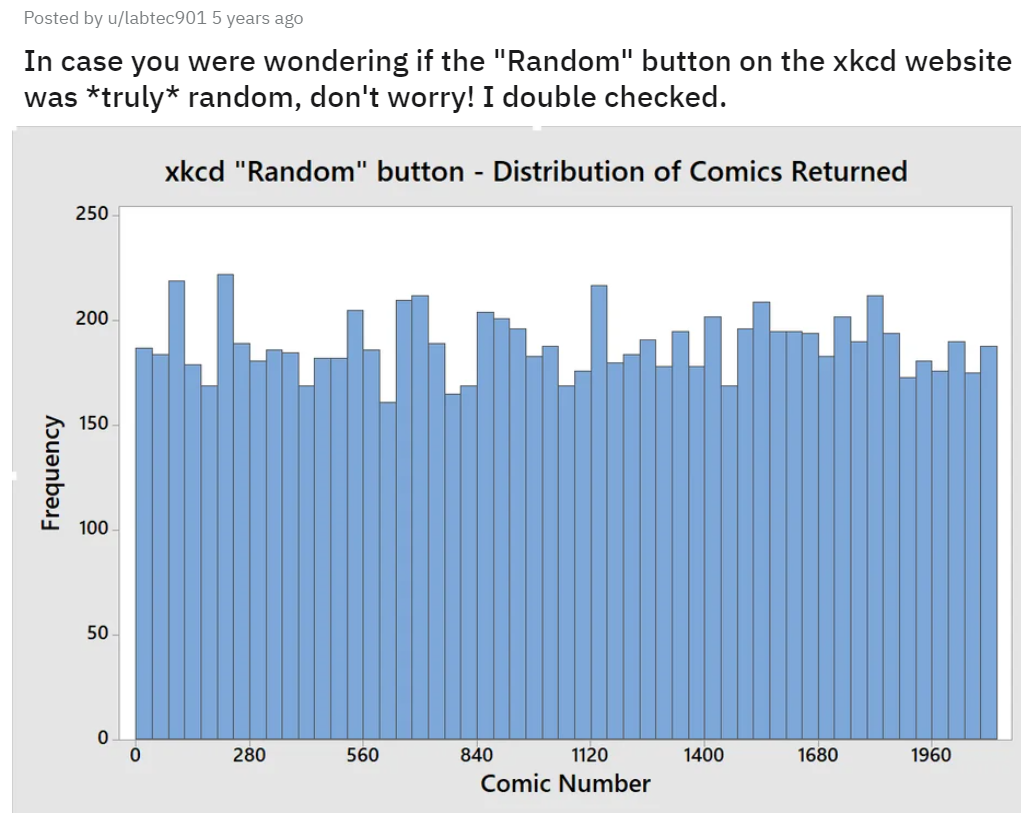 Posted by u/labtec901 5 years ago
In case you were wondering if the "Random" button on the xkcd website
was *truly* random, don't worry! I double checked.
xkcd "Random" button - Distribution of Comics Returned
250
200
150
100
50
0
Frequency
0 280 560 840 1120 1400 1680 1960
Comic Number